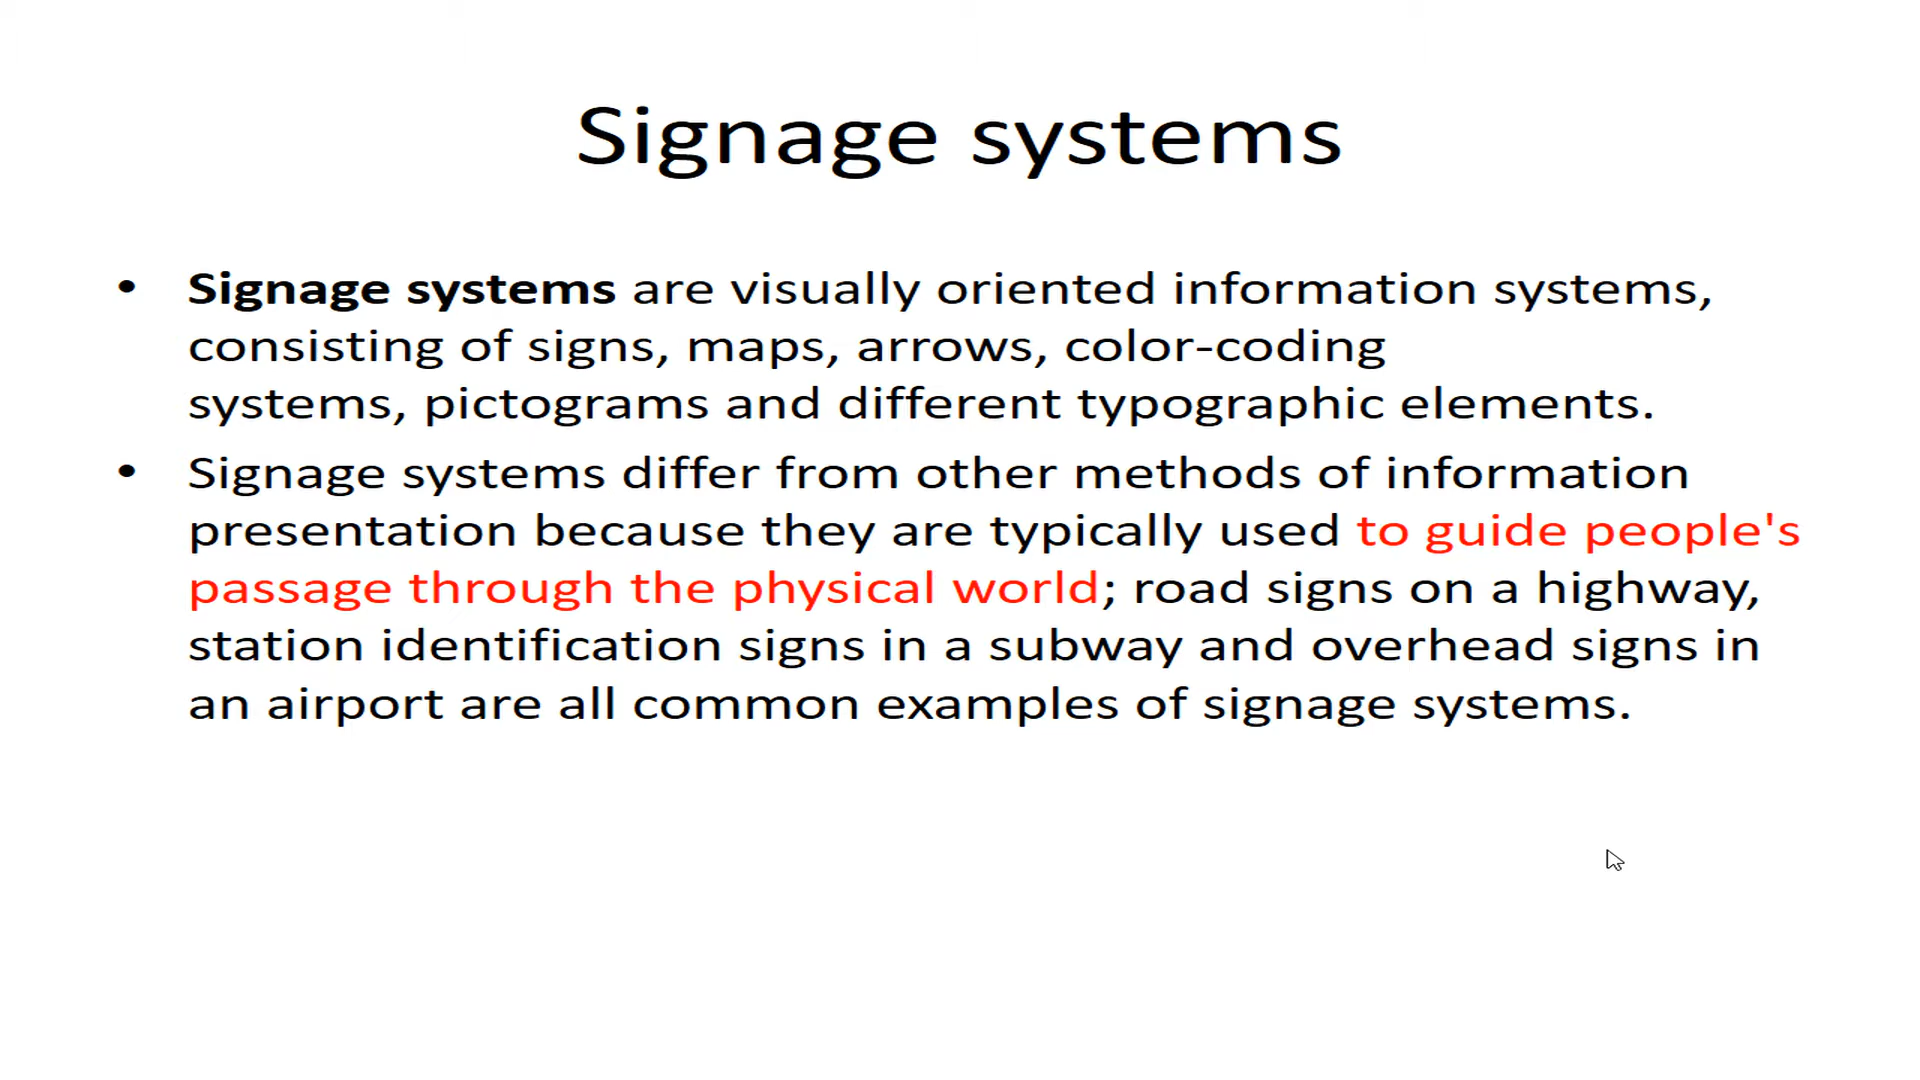 Signage systems
• Signage systems are visually oriented information systems,
consisting of signs, maps, arrows, color-coding
systems, pictograms and different typographic elements.
• Signage systems differ from other methods of information
presentation because they are typically used to guide people's
passage through the physical world; road signs on a highway,
station identification signs in a subway and overhead signs in
an airport are all common examples of signage systems.